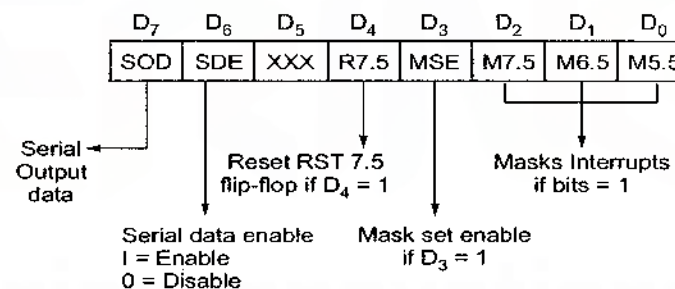 D7 D6 D5 D4 D3 D2 D1 D0
SOD SDE XXX R7.5 MSE M7.5 M6.5 M5.5
Serial
Output
data
Reset RST 7.5
flip-flop if D4 = 1
Masks Interrupts
if bits = 1
Serial data enable
I = Enable
0 = Disable
Mask set enable
if D3 = 1